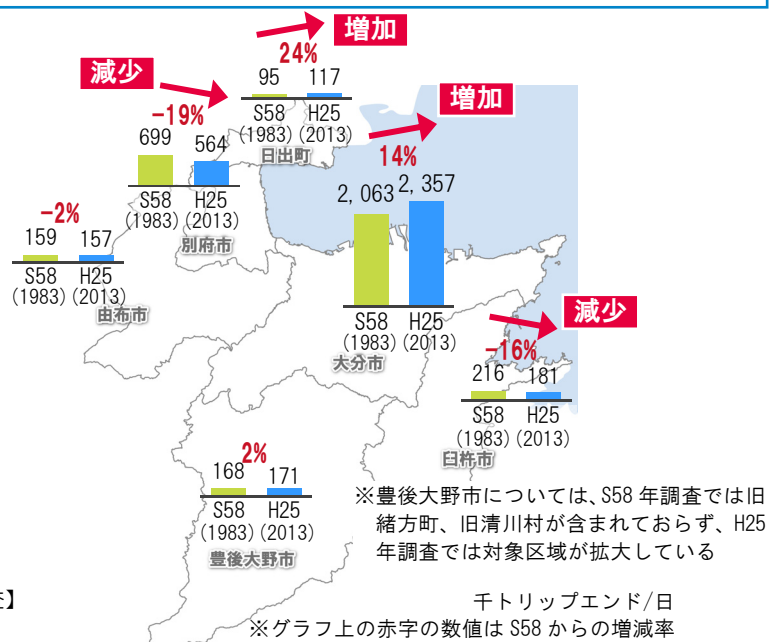 増加
24%
95 117
S58 H25
(1983)(2013)
日出町
減少
-19%
699 564
S58 H25
(1983)(2013)
別府市
増加
14%
2,063 2,357
S58 H25
(1983)(2013)
大分市
-2%
159 157
S58 H25
(1983)(2013)
由布市
減少
-16%
216 181
S58 H25
(1983)(2013)
臼杵市
2%
168 171
S58 H25
(1983)(2013)
豊後大野市
※豊後大野市については、S58 年調査では旧
緒方町、旧清川村が含まれておらず、H25
年調査では対象区域が拡大している
】
千トリップエンド/日
※グラフ上の赤字の数値は S58 からの増減率